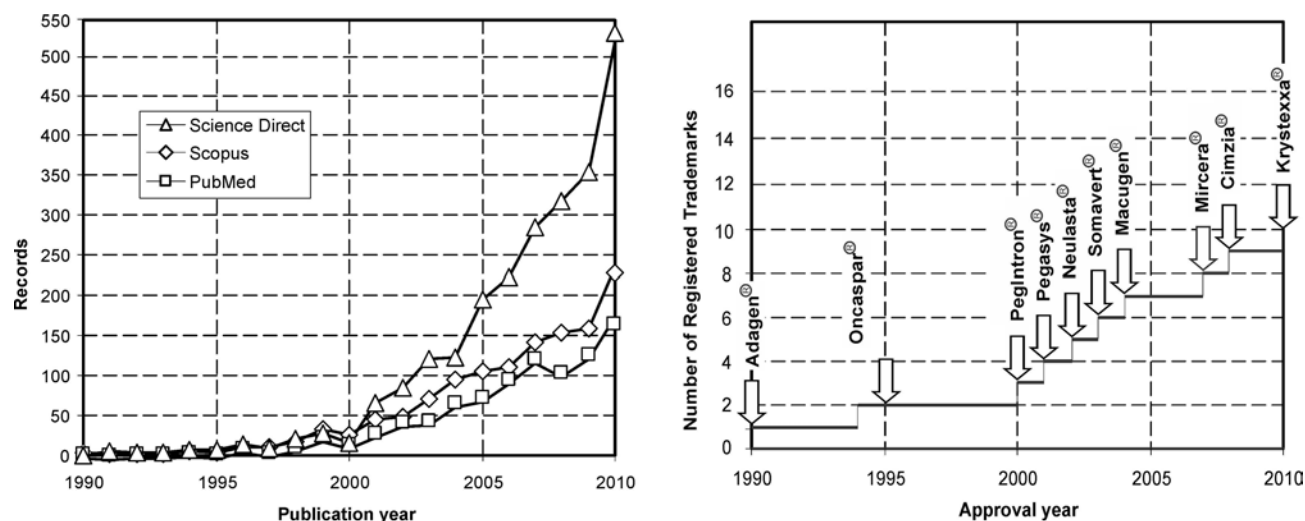 550
500
450
400
350
300
250
200
150
100
50
0
Records
Science Direct
Scopus
PubMed
1990
1995
2000
2005
2010
Publication year
16
14
12
10
8
6
4
2
0
Number of Registered Trademarks
Adagen®
Oncaspar®
PegIntron®
Pegasys®
Neulasta®
Somavert®
Macugen®
Mircera®
Cimzia®
Krystexxa®
1990
1995
2000
2005
2010
Approval year